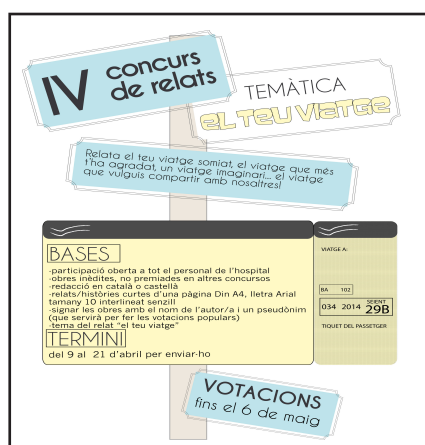 IV concurs
de relats
TEMÀTICA
EL TEU VIATGE
Relata el teu viatge somiat, el viatge que més
t'ha agradat, un viatge imaginari... el viatge
que vulguis compartir amb nosaltres!
BASES
-participació oberta a tot el personal de l'hospital
-obres inèdites, no premiades en altres concursos
-redacció en català o castellà
-relats/històries curtes d'una pàgina Din A4, lletra Arial
tamany 10 interlineat senzill
-signar les obres amb el nom de l'autor/a i un pseudònim
(que servirà per fer les votacions populars)
-tema del relat "el teu viatge"
TERMINI
del 9 al 21 d'abril per enviar-ho
VIATGE A:
BA 102
034 2014 SEIENT 29B
TIQUET DEL PASSETGER
VOTACIONS
fins el 6 de maig